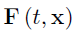 F (t, x)